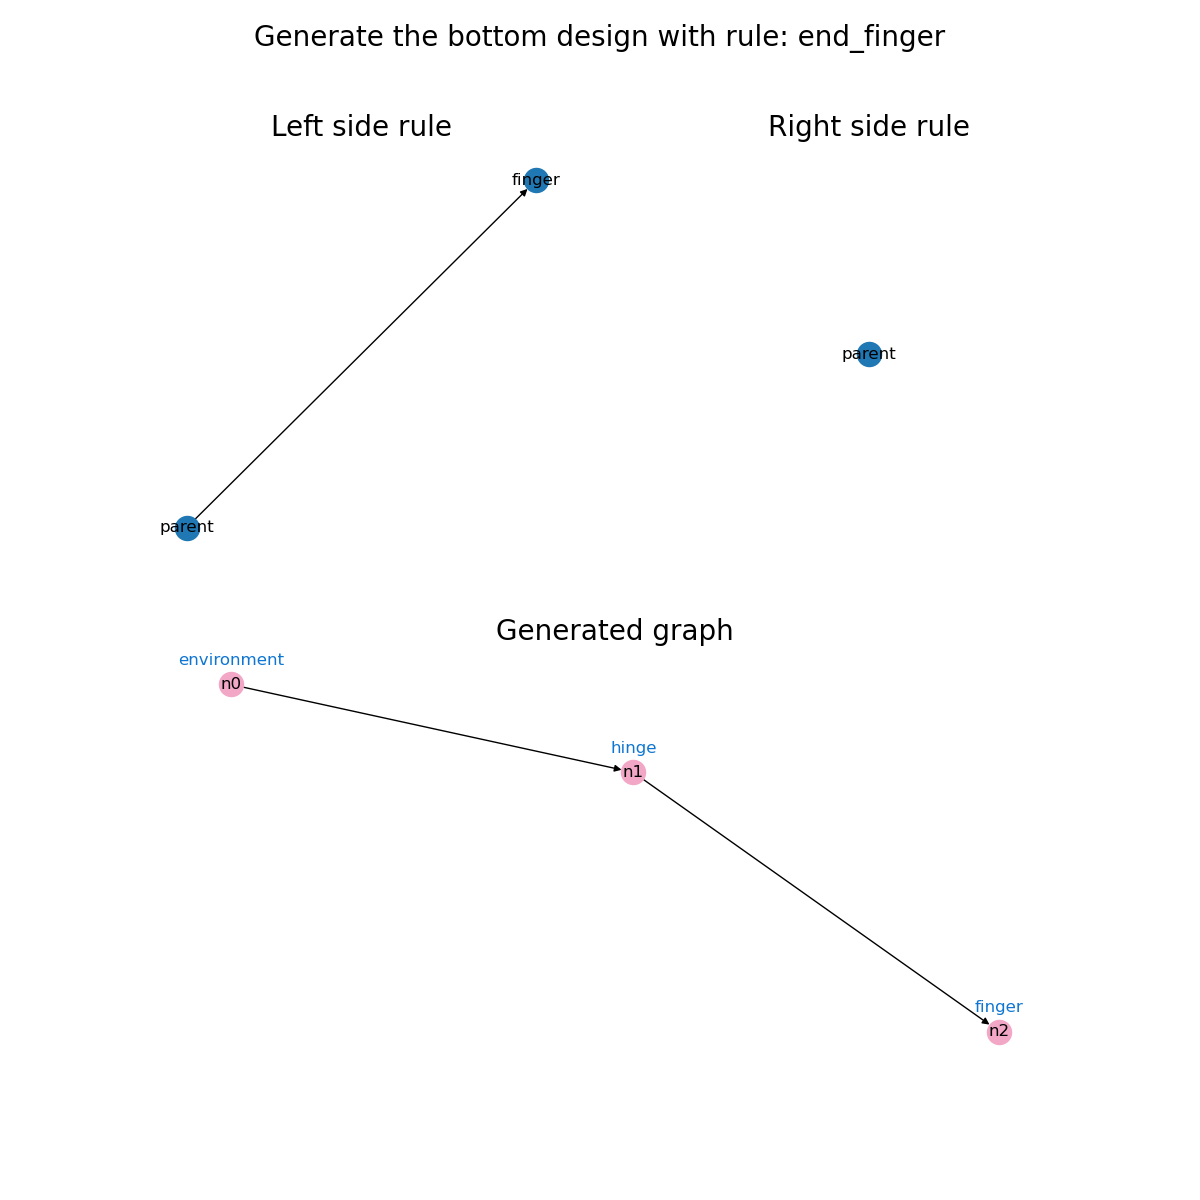 Generate the bottom design with rule: end_finger
Left side rule
Right side rule
finger
parent
parent
Generated graph
environment
n0
hinge
n1
finger
n2